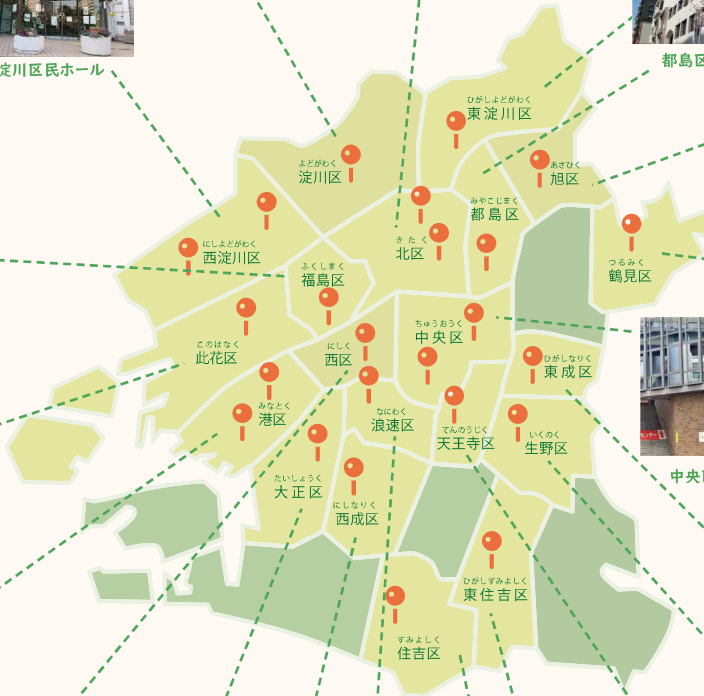 淀川区民ホール
都島区
ひがしよどがわく
東淀川区
よどがわく
淀川区
あさひく
旭区
みやこじまく
都島区
きたく
北区
にしよどがわく
西淀川区
ふくしまく
福島区
つるみく
鶴見区
ちゅうおうく
中央区
このはなく
此花区
にしく
西区
ひがしなりく
東成区
みなとく
港区
なにわく
浪速区
てんのうじく
天王寺区
いくのく
生野区
たいしょうく
大正区
にしなりく
西成区
中央
ひがしすみよしく
東住吉区
すみよしく
住吉区